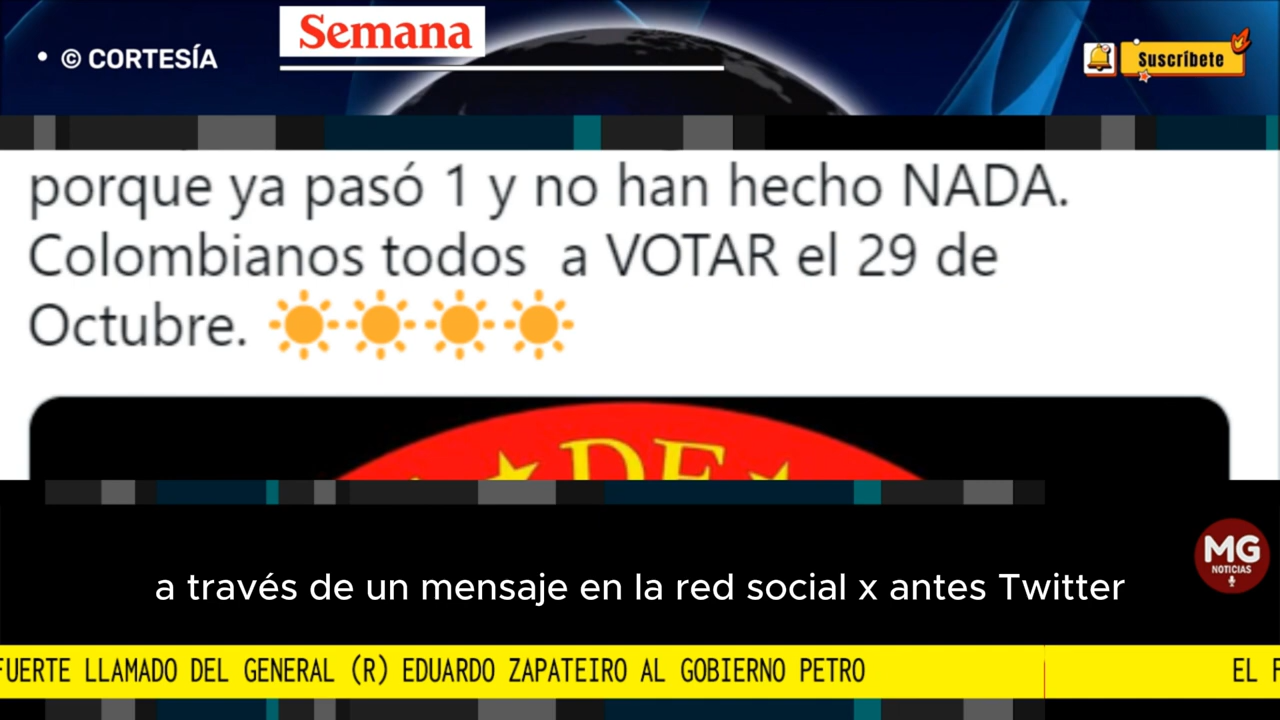 • © CORTESÍA
Semana
Suscríbete
porque ya pasó 1 y no han hecho NADA.
Colombianos todos a VOTAR el 29 de
Octubre. ☀☀☀☀
★ DE ★
MG
NOTICIAS
a través de un mensaje en la red social x antes Twitter
FUERTE LLAMADO DEL GENERAL (R) EDUARDO ZAPATEIRO AL GOBIERNO PETRO
EL